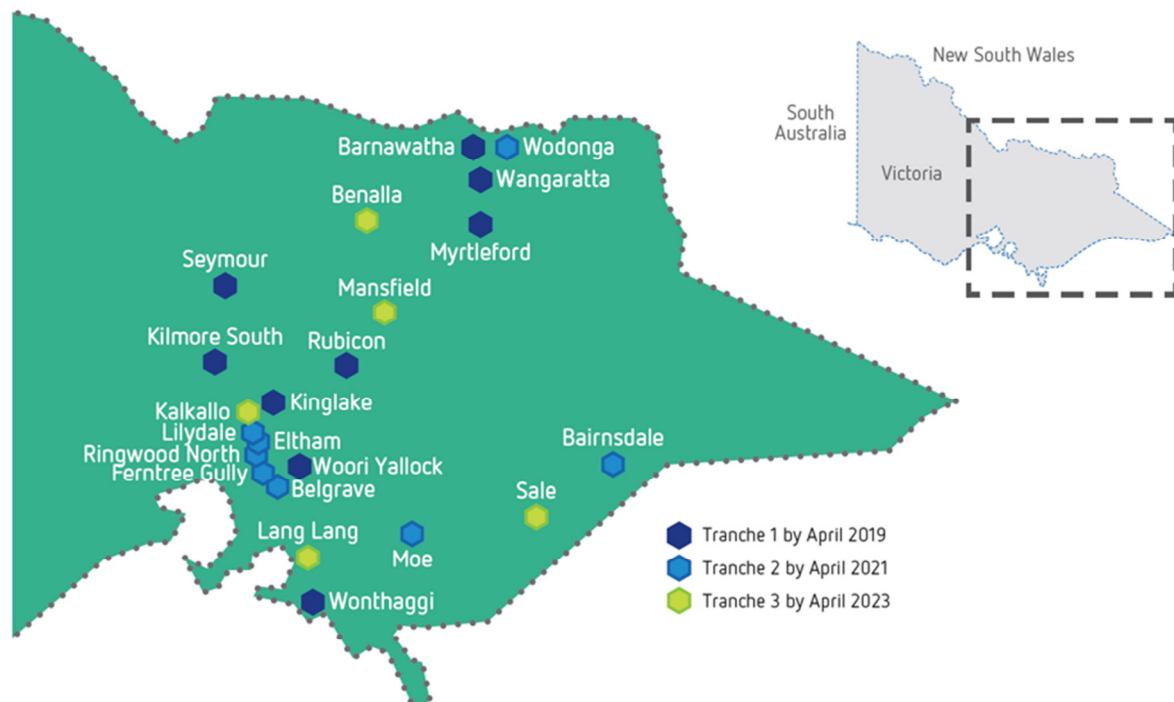 New South Wales
South
Australia
Victoria
Barnawatha
Wodonga
Wangaratta
Benalla
Myrtleford
Seymour
Mansfield
Kilmore South
Rubicon
Kinglake
Kalkallo
Lilydale
Eltham
Ringwood North
Woori Yallock
Ferntree Gully
Belgrave
Bairnsdale
Sale
Lang Lang
Moe
Wonthaggi
Tranche 1 by April 2019
Tranche 2 by April 2021
Tranche 3 by April 2023